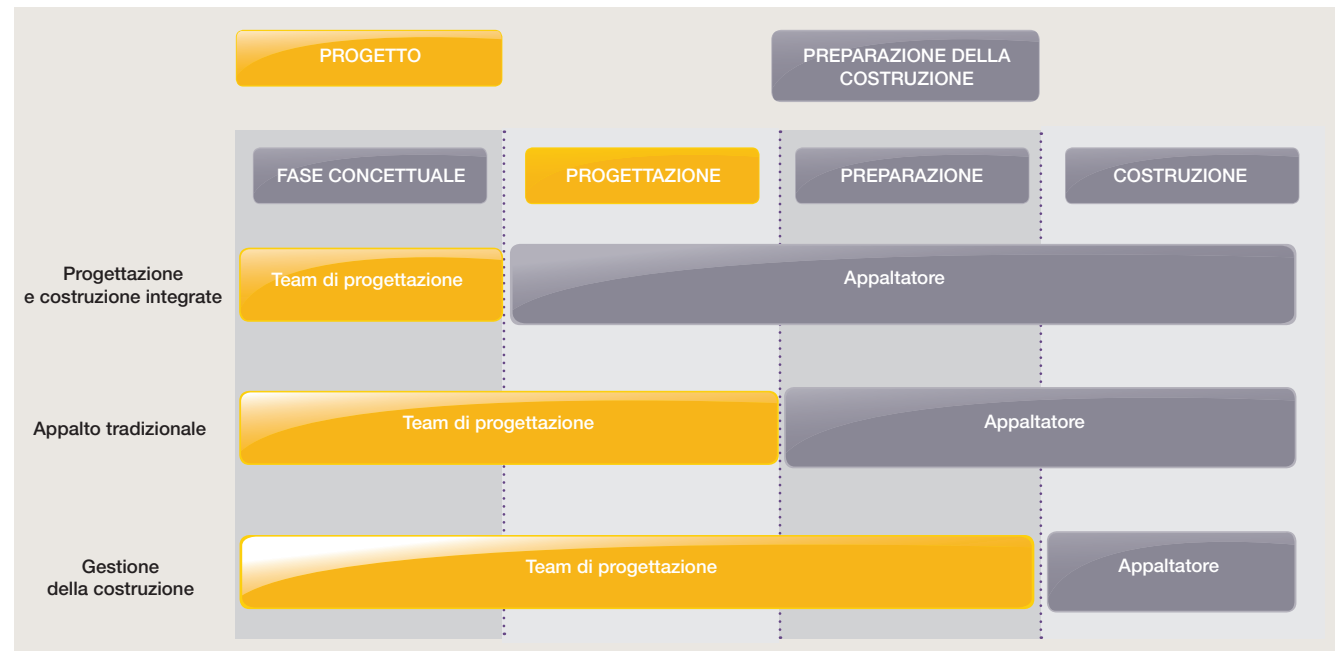 PROGETTO
PREPARAZIONE DELLA
COSTRUZIONE
FASE CONCETTUALE
PROGETTAZIONE
PREPARAZIONE
COSTRUZIONE
Progettazione
e costruzione integrate
Team di progettazione
Appaltatore
Appalto tradizionale
Team di progettazione
Appaltatore
Gestione
della costruzione
Team di progettazione
Appaltatore